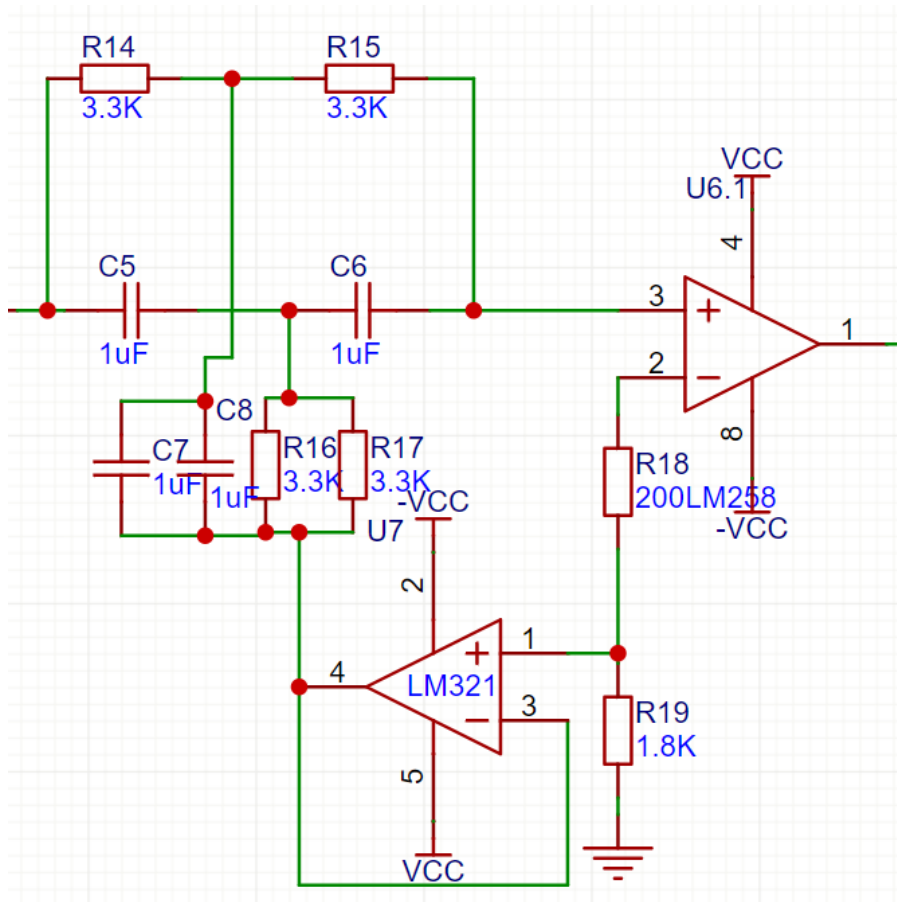 R14
3.3K
R15
3.3K
VCC
U6.1
4
C5
1uF
C6
1uF
3
+
1
2
−
8
C8
C7
1uF
1uF
R16
3.3K
R17
3.3K
R18
200LM258
-VCC
-VCC
U7
2
+
1
4
LM321
3
−
R19
1.8K
5
VCC